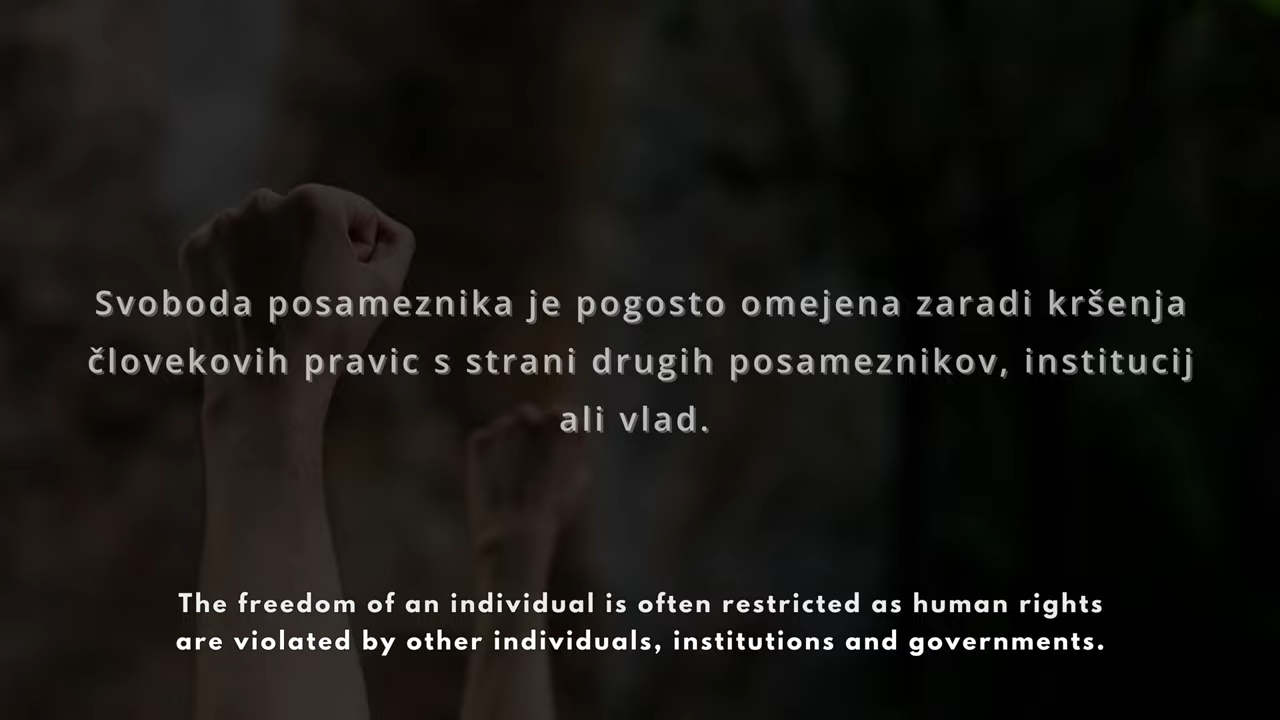 Svoboda posameznika je pogosto omejena zaradi kršenja
človekovih pravic s strani drugih posameznikov, institucij
ali vlad.
The freedom of an individual is often restricted as human rights
are violated by other individuals, institutions and governments.